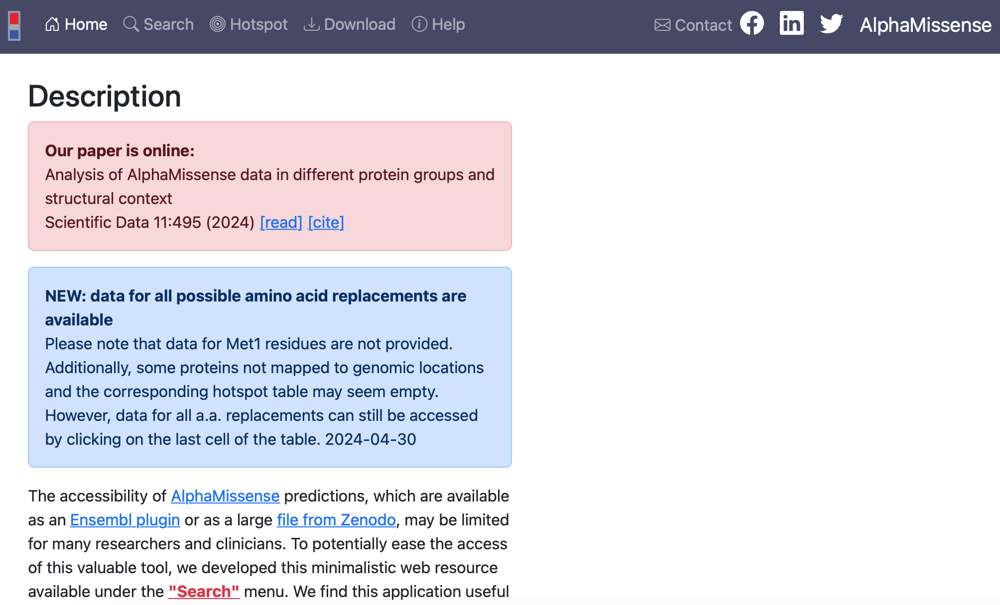 Home Search Hotspot Download Help Contact AlphaMissense
Description
Our paper is online:
Analysis of AlphaMissense data in different protein groups and
structural context
Scientific Data 11:495 (2024) [read] [cite]
NEW: data for all possible amino acid replacements are
available
Please note that data for Met1 residues are not provided.
Additionally, some proteins not mapped to genomic locations
and the corresponding hotspot table may seem empty.
However, data for all a.a. replacements can still be accessed
by clicking on the last cell of the table. 2024-04-30
The accessibility of AlphaMissense predictions, which are available
as an Ensembl plugin or as a large file from Zenodo, may be limited
for many researchers and clinicians. To potentially ease the access
of this valuable tool, we developed this minimalistic web resource
available under the "Search" menu. We find this application useful